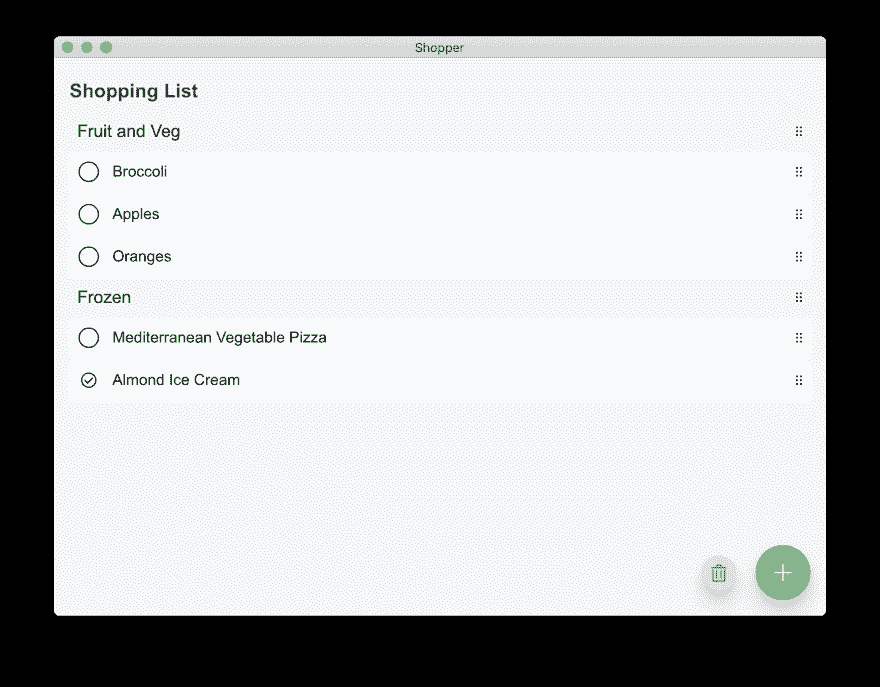 Shopper
Shopping List
Fruit and Veg
Broccoli
Apples
Oranges
Frozen
Mediterranean Vegetable Pizza
Almond Ice Cream